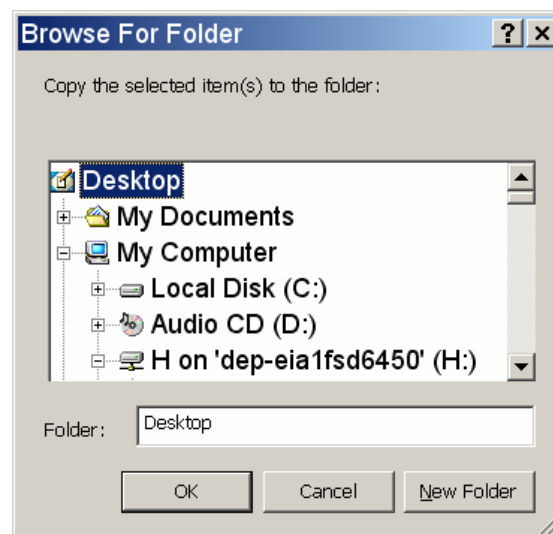 Browse For Folder
Copy the selected item(s) to the folder:
Desktop
My Documents
My Computer
Local Disk (C:)
Audio CD (D:)
H on 'dep-eia1fsd6450' (H:)
Folder: Desktop
OK Cancel New Folder